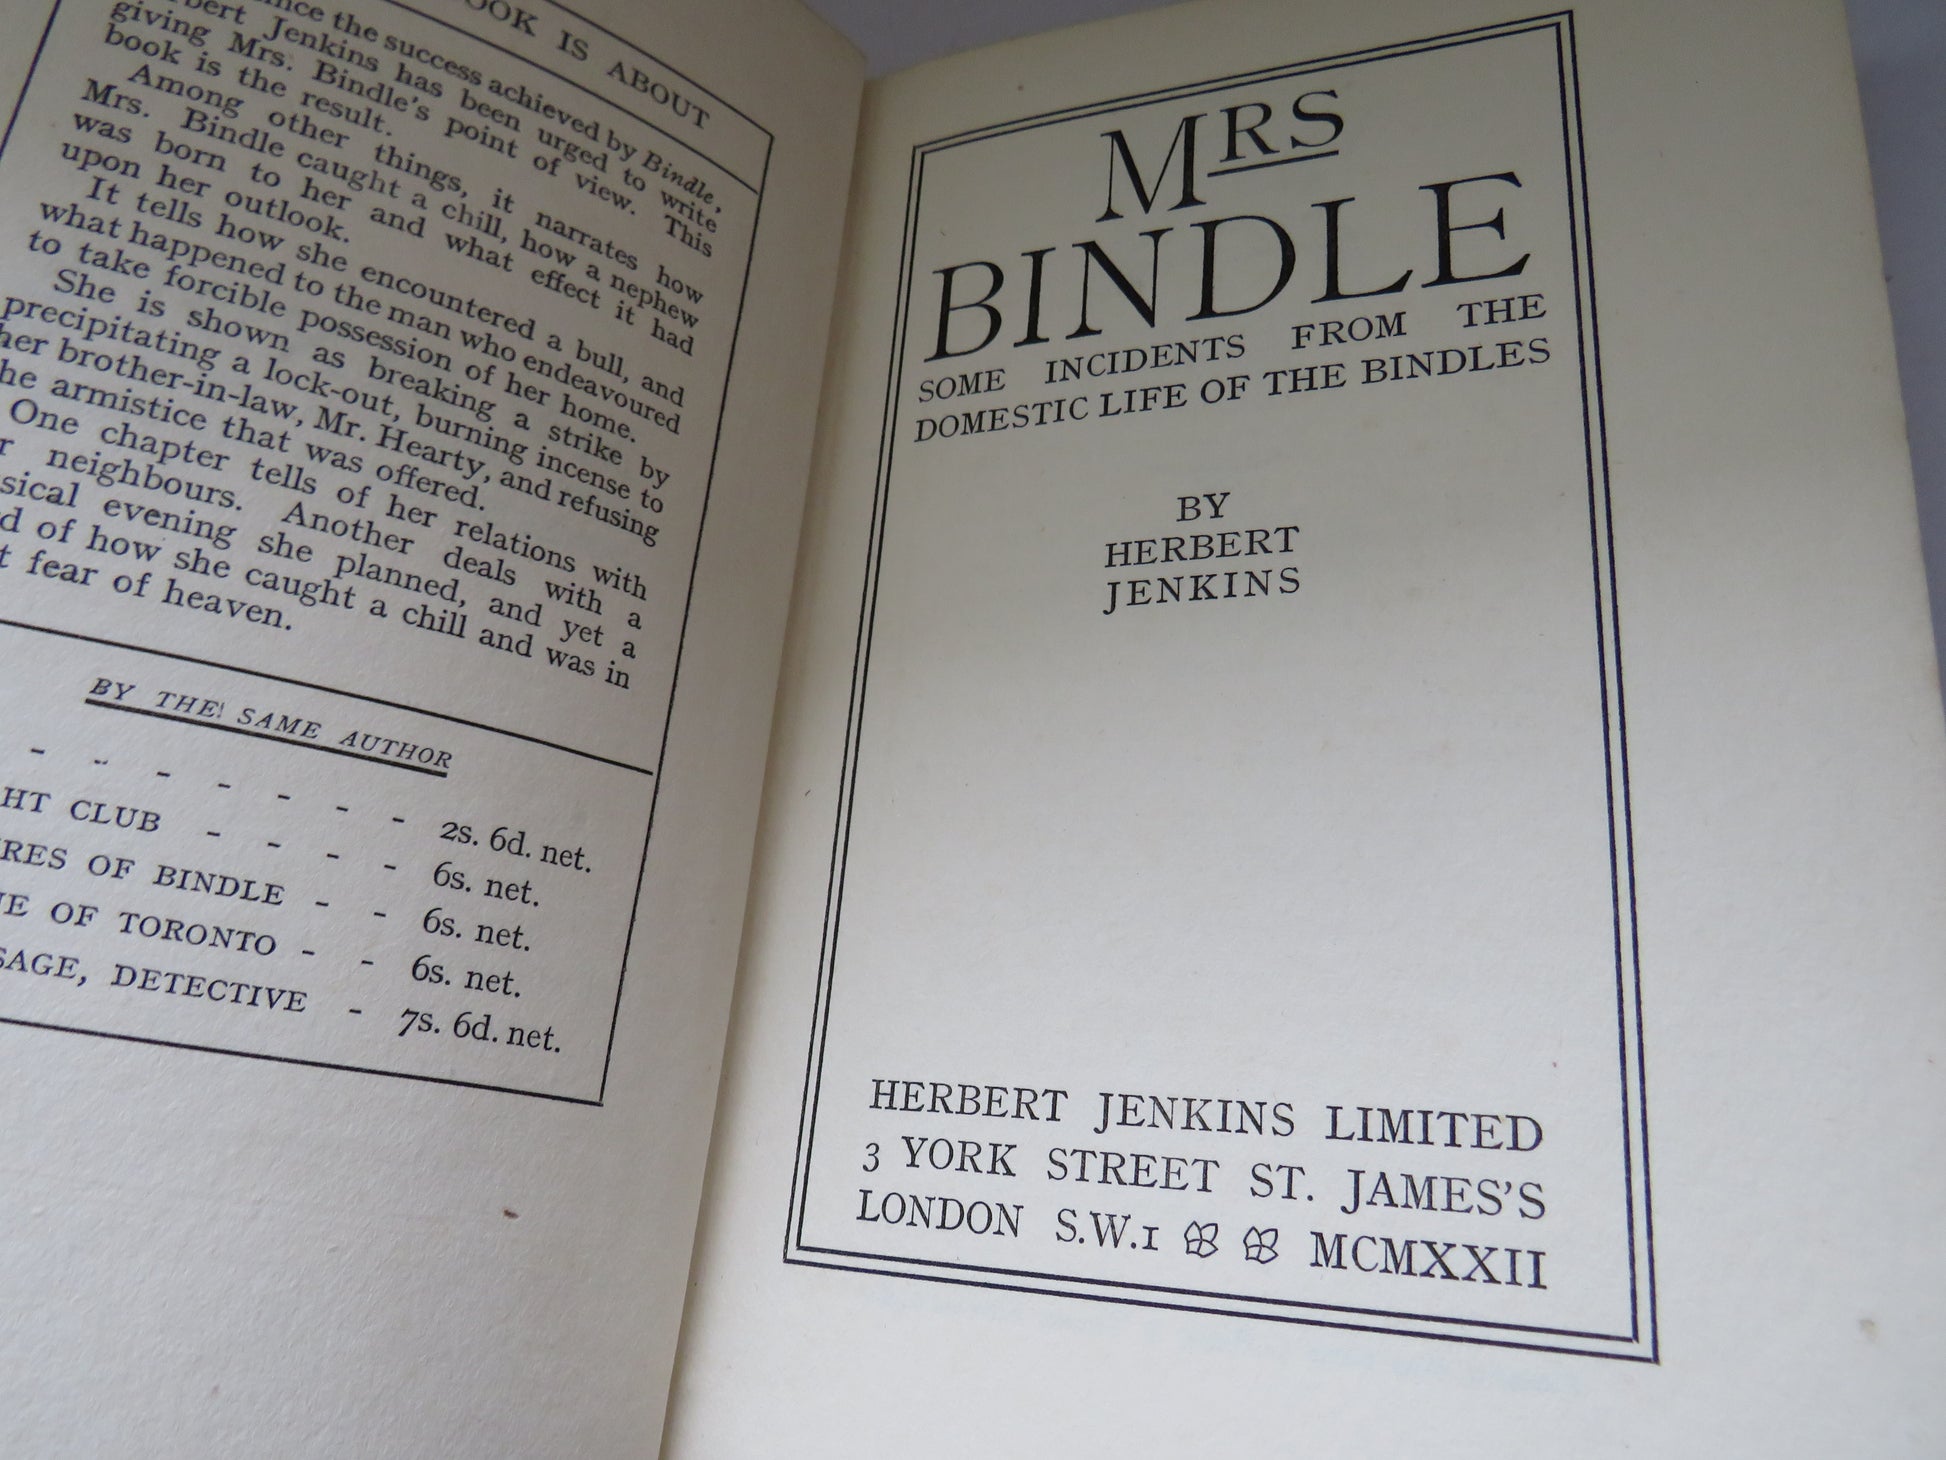 OOK IS ABOUT
ince the success achieved by Bindle,
rbert Jenkins has been urged to write
giving Mrs. Bindle's point of view. This
book is the result.
Among other things, it narrates how
Mrs. Bindle caught a chill, how a nephew
was born to her and what effect it had
upon her outlook.
It tells how she encountered a bull, and
what happened to the man who endeavoured
to take forcible possession of her home.
She is shown as breaking a strike by
precipitating a lock-out, burning incense to
her brother-in-law, Mr. Hearty, and refusing
he armistice that was offered.
One chapter tells of her relations with
r neighbours. Another deals with a
sical evening she planned, and yet a
d of how she caught a chill and was in
t fear of heaven.
BY THE! SAME AUTHOR
- - - - - - - 2s. 6d. net.
HT CLUB - - - - 6s. net.
RES OF BINDLE - - 6s. net.
E OF TORONTO - - 6s. net.
SAGE, DETECTIVE - 7s. 6d. net.
MRS
BINDLE
SOME INCIDENTS FROM THE
DOMESTIC LIFE OF THE BINDLES
BY
HERBERT
JENKINS
HERBERT JENKINS LIMITED
3 YORK STREET ST. JAMES'S
LONDON S.W.1 MCMXXII